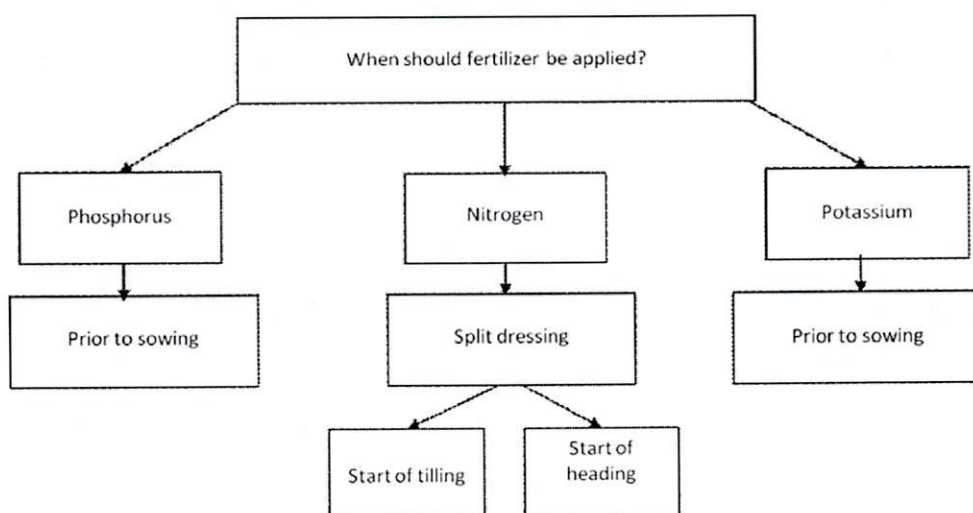 When should fertilizer be applied?
Phosphorus
Nitrogen
Potassium
Prior to sowing
Split dressing
Prior to sowing
Start of tilling
Start of
heading